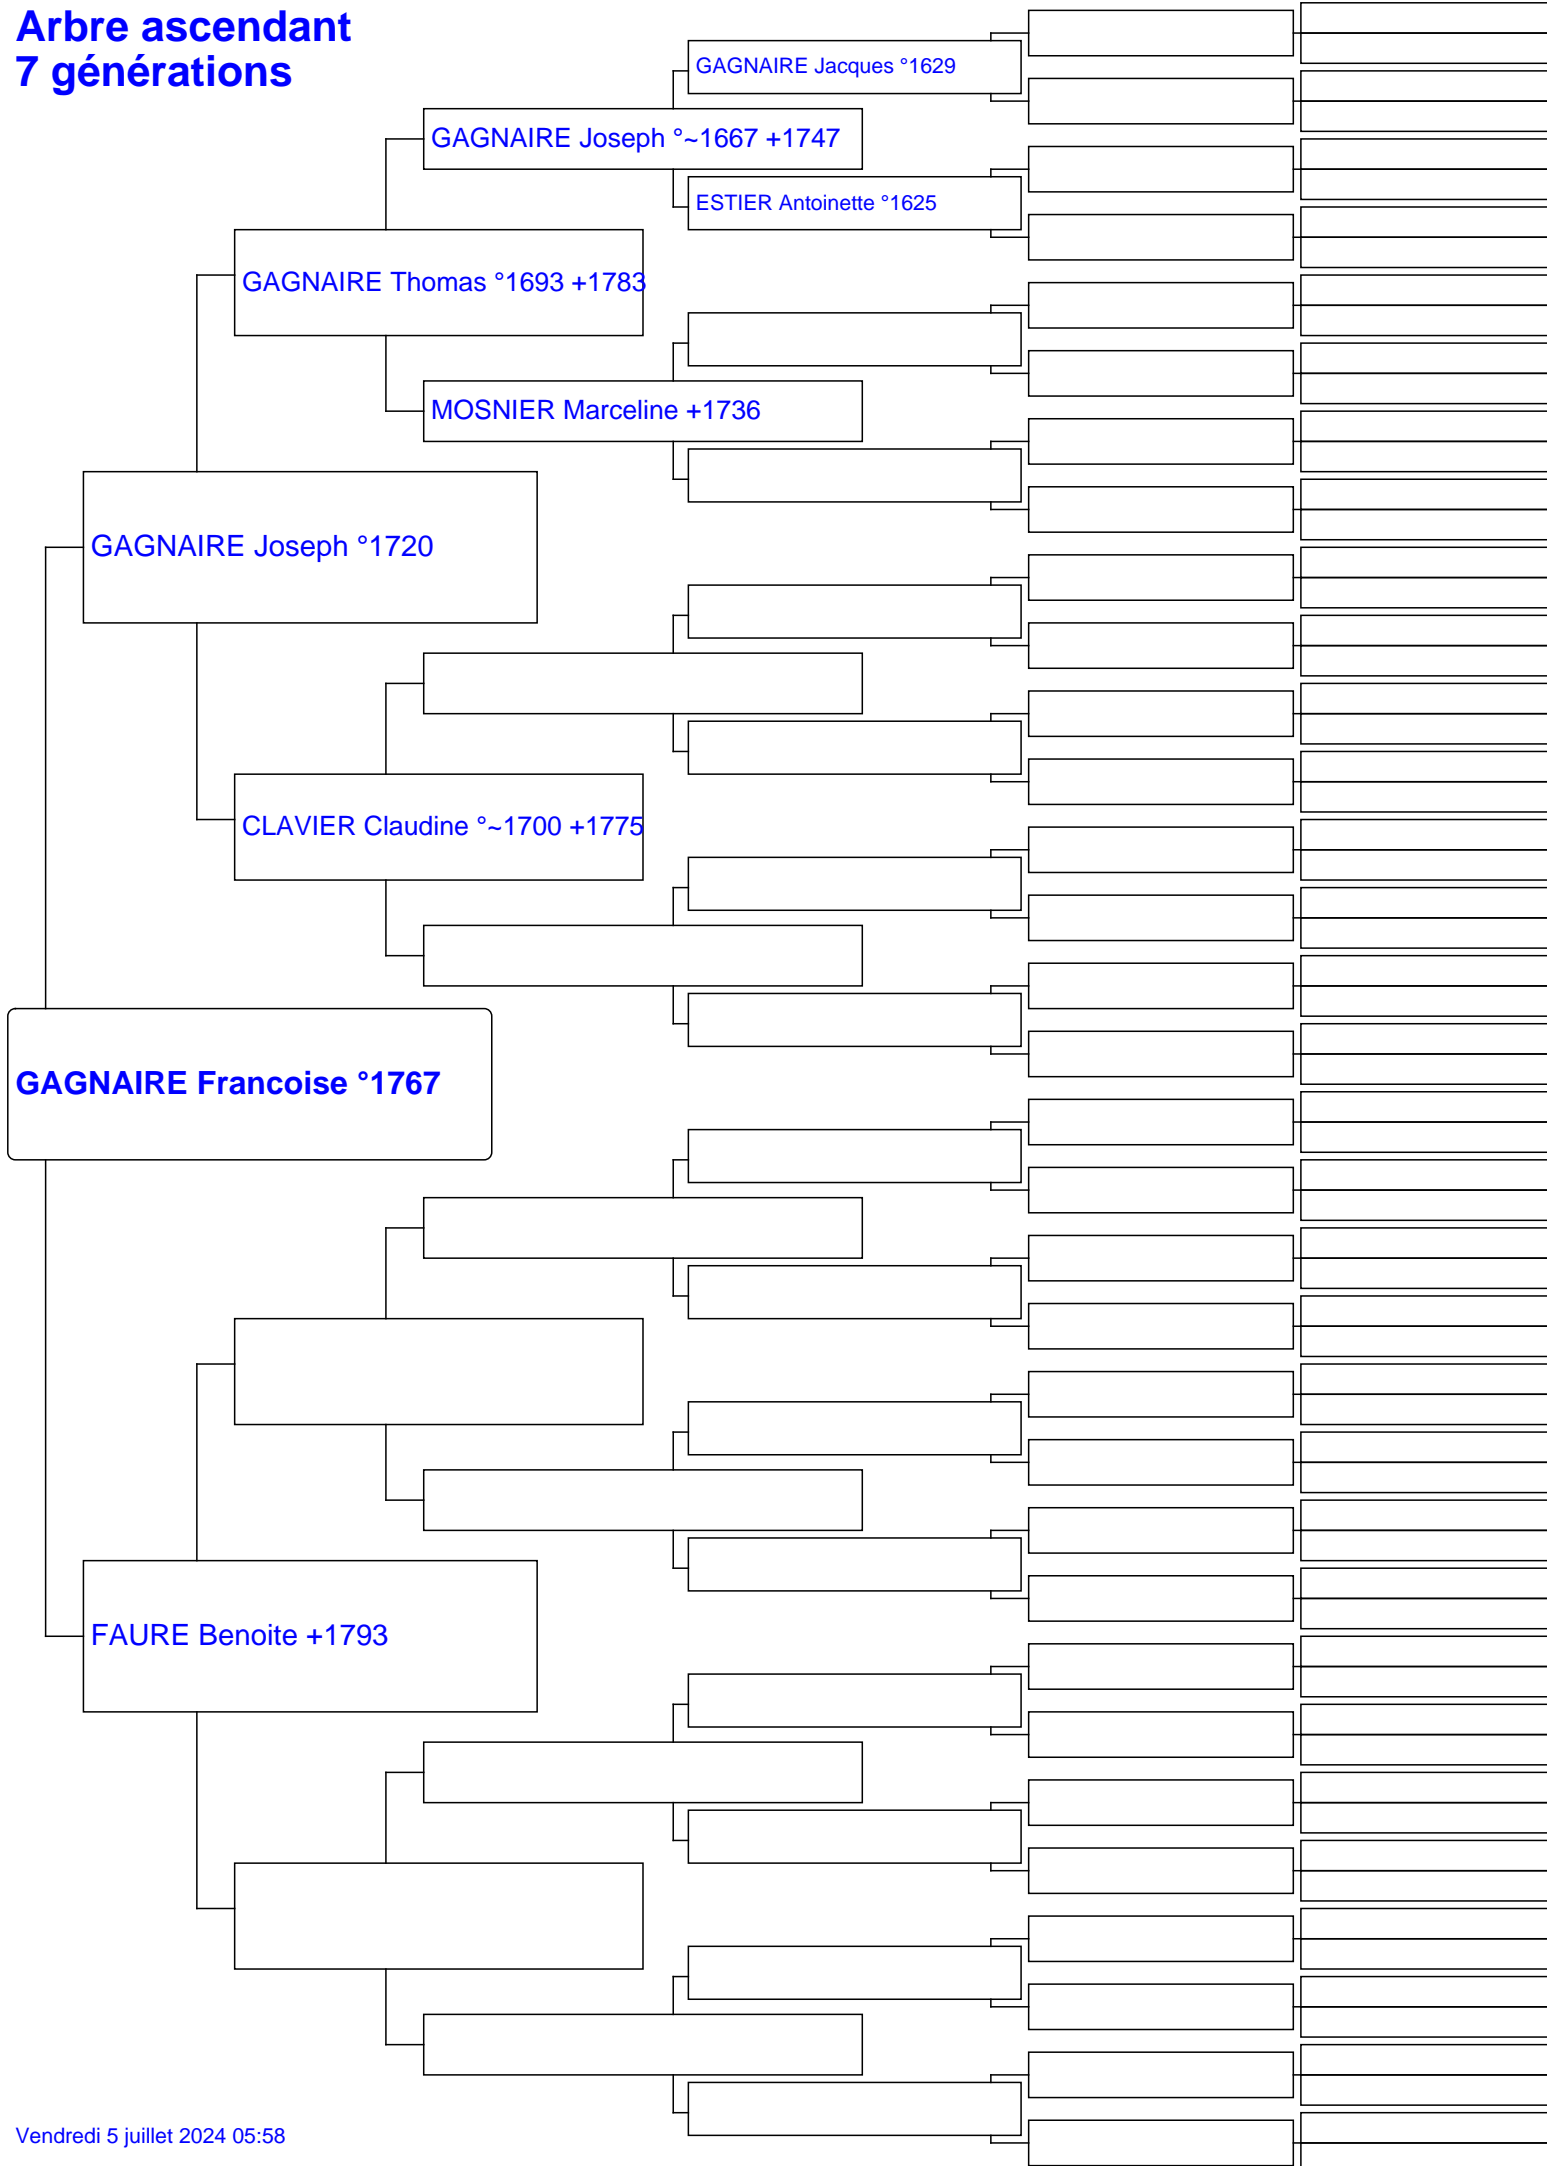 Arbre ascendant
7 générations
GAGNAIRE Jacques °1629
GAGNAIRE Joseph °~1667 +1747
ESTIER Antoinette °1625
GAGNAIRE Thomas °1693 +1783
MOSNIER Marceline +1736
GAGNAIRE Joseph °1720
CLAVIER Claudine °~1700 +1775
GAGNAIRE Francoise °1767
FAURE Benoite +1793
Vendredi 5 juillet 2024 05:58